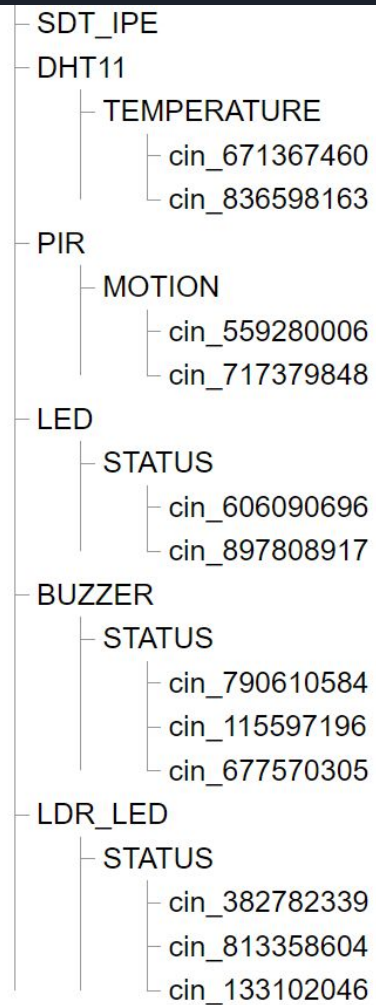 SDT_IPE
DHT11
TEMPERATURE
cin_671367460
cin_836598163
PIR
MOTION
cin_559280006
cin_717379848
LED
STATUS
cin_606090696
cin_897808917
BUZZER
STATUS
cin_790610584
cin_115597196
cin_677570305
LDR_LED
STATUS
cin_382782339
cin_813358604
cin_133102046